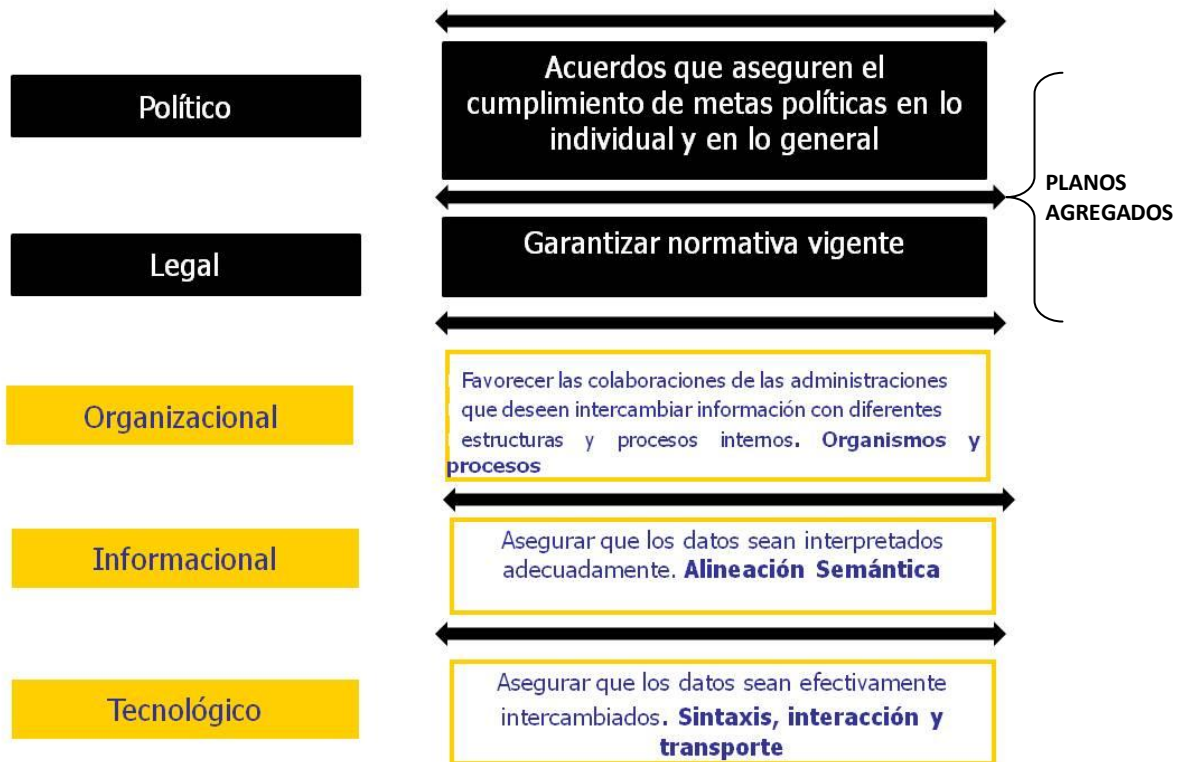 Político
Acuerdos que aseguren el
cumplimiento de metas políticas en lo
individual y en lo general
PLANOS
AGREGADOS
Legal
Garantizar normativa vigente
Organizacional
Favorecer las colaboraciones de las administraciones
que deseen intercambiar información con diferentes
estructuras y procesos internos. Organismos y
procesos
Informacional
Asegurar que los datos sean interpretados
adecuadamente. Alineación Semántica
Tecnológico
Asegurar que los datos sean efectivamente
intercambiados. Sintaxis, interacción y
transporte